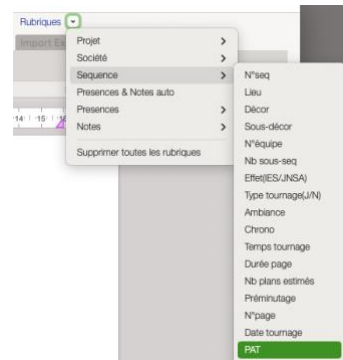 Rubriques
Import Ex
Projet
Société
Sequence
Presences & Notes auto
Presences
Notes
Supprimer toutes les rubriques
14 15
N°seq
Lieu
Décor
Sous-décor
N°équipe
Nb sous-seq
Effet(IES/JNSA)
Type tournage(J/N)
Ambiance
Chrono
Temps tournage
Durée page
Nb plans estimés
Préminutage
N°page
Date tournage
PAT